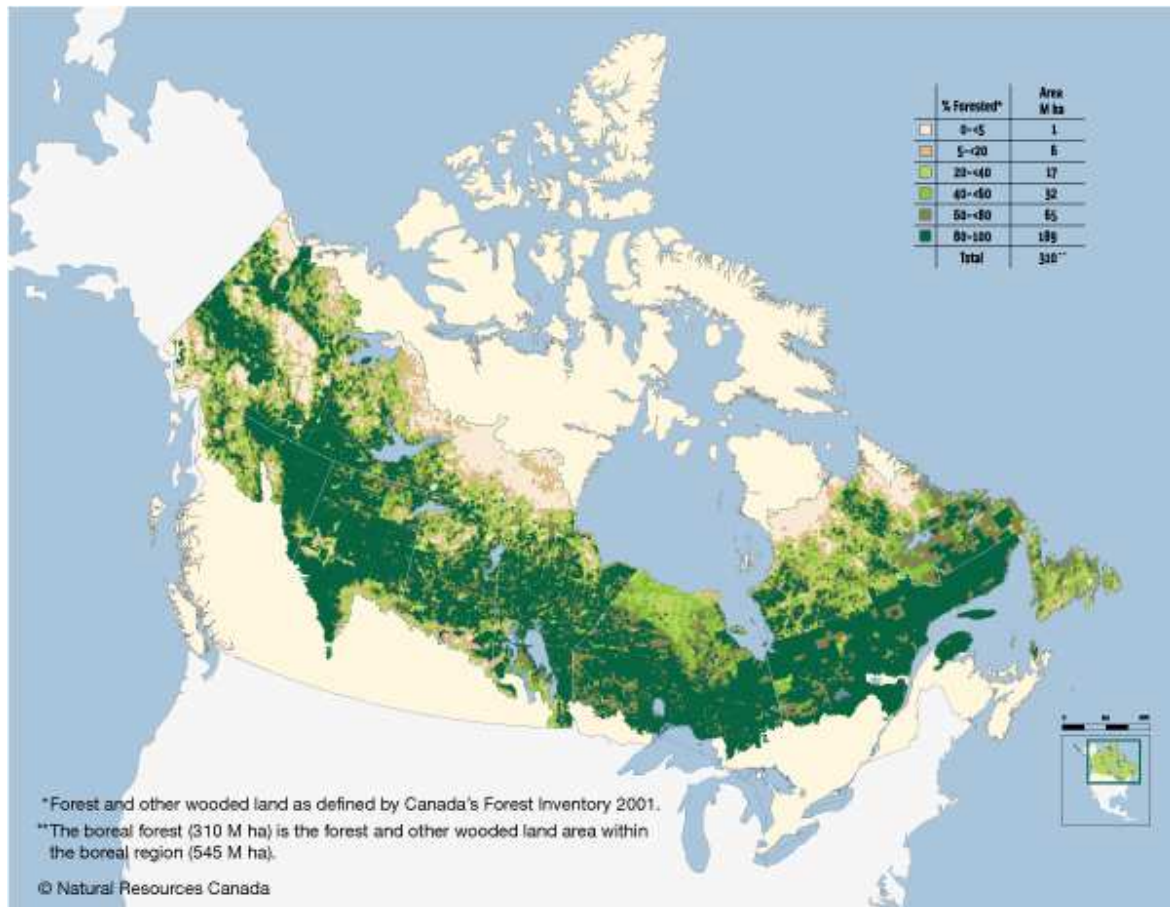 % Forested* Area M ha
0-<5 1
5-<20 6
20-<40 17
40-<60 32
60-<80 65
80-100 189
Total 310**
*Forest and other wooded land as defined by Canada's Forest Inventory 2001.
**The boreal forest (310 M ha) is the forest and other wooded land area within
the boreal region (545 M ha).
© Natural Resources Canada